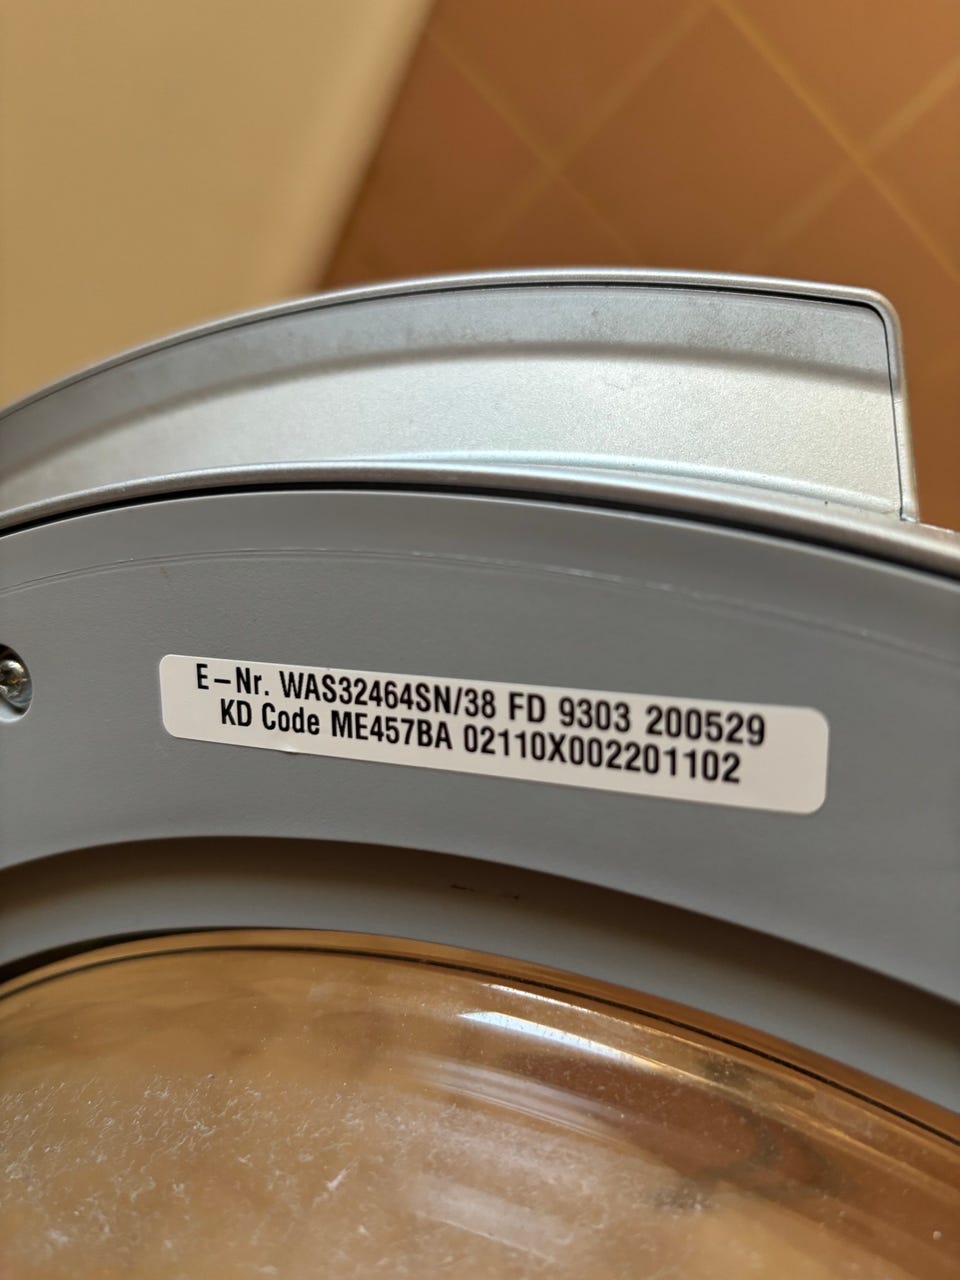 E-Nr. WAS32464SN/38 FD 9303 200529
KD Code ME457BA 02110X002201102